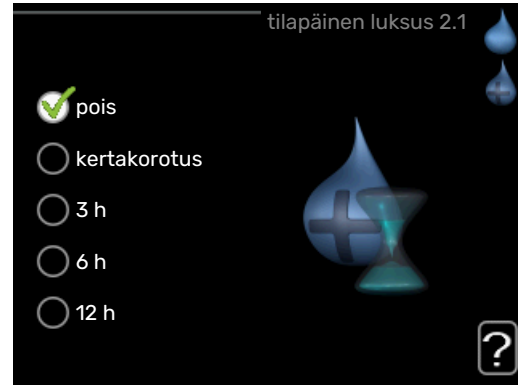 tilapäinen luksus 2.1
pois
kertakorotus
3 h
6 h
12 h
?